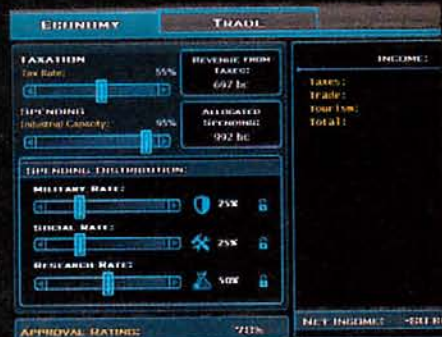 ECONOMY
TRADE
TAXATION
Tax Rate: 55%
REVENUE FROM
TAXES:
697 bc
SPENDING
Industrial Capacity: 95%
ALLOCATED
SPENDING:
992 bc
SPENDING DISTRIBUTION:
MILITARY RATE:
25%
SOCIAL RATE:
25%
RESEARCH RATE:
50%
APPROVAL RATING: 70%
INCOME:
Taxes:
Trade:
Tourism:
Total:
NET INCOME: